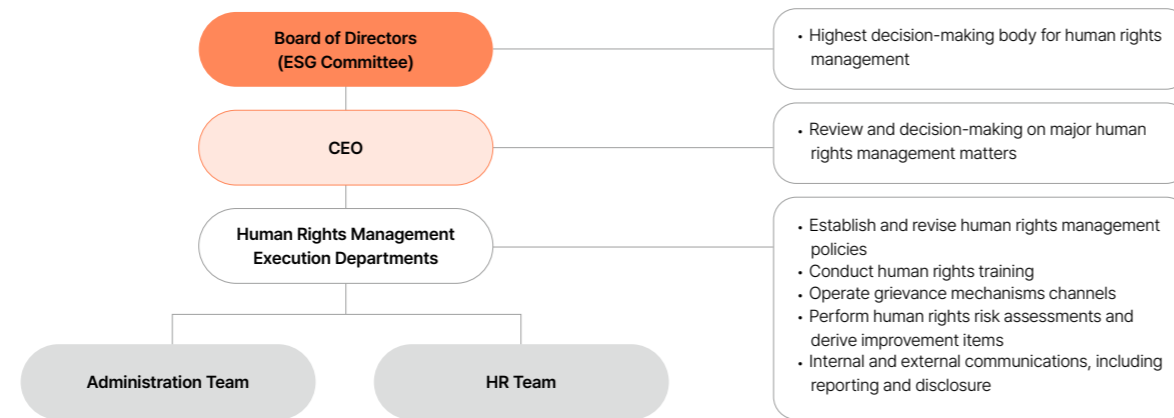 Board of Directors
(ESG Committee)
• Highest decision-making body for human rights
management
CEO
• Review and decision-making on major human
rights management matters
Human Rights Management
Execution Departments
• Establish and revise human rights management
policies
• Conduct human rights training
• Operate grievance mechanisms channels
• Perform human rights risk assessments and
derive improvement items
• Internal and external communications, including
reporting and disclosure
Administration Team
HR Team